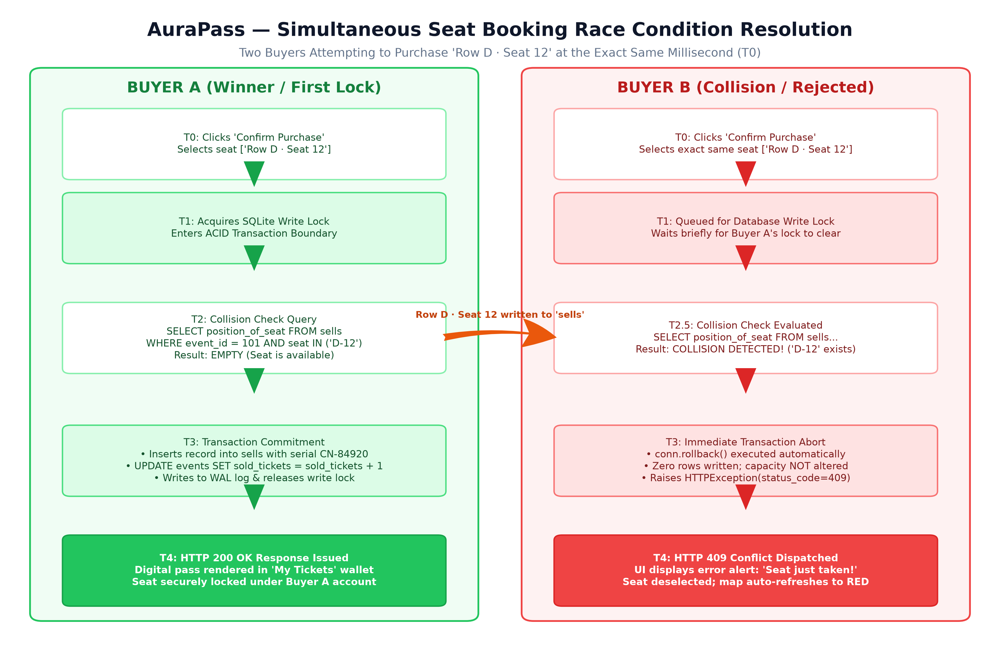 AuraPass — Simultaneous Seat Booking Race Condition Resolution
Two Buyers Attempting to Purchase 'Row D · Seat 12' at the Exact Same Millisecond (T0)
BUYER A (Winner / First Lock)
T0: Clicks 'Confirm Purchase'
Selects seat ['Row D · Seat 12']
T1: Acquires SQLite Write Lock
Enters ACID Transaction Boundary
T2: Collision Check Query
SELECT position_of_seat FROM sells
WHERE event_id = 101 AND seat IN ('D-12')
Result: EMPTY (Seat is available)
T3: Transaction Commitment
• Inserts record into sells with serial CN-84920
• UPDATE events SET sold_tickets = sold_tickets + 1
• Writes to WAL log & releases write lock
T4: HTTP 200 OK Response Issued
Digital pass rendered in 'My Tickets' wallet
Seat securely locked under Buyer A account
Row D · Seat 12 written to 'sells'
BUYER B (Collision / Rejected)
T0: Clicks 'Confirm Purchase'
Selects exact same seat ['Row D · Seat 12']
T1: Queued for Database Write Lock
Waits briefly for Buyer A's lock to clear
T2.5: Collision Check Evaluated
SELECT position_of_seat FROM sells...
Result: COLLISION DETECTED! ('D-12' exists)
T3: Immediate Transaction Abort
• conn.rollback() executed automatically
• Zero rows written; capacity NOT altered
• Raises HTTPException(status_code=409)
T4: HTTP 409 Conflict Dispatched
UI displays error alert: 'Seat just taken!'
Seat deselected; map auto-refreshes to RED